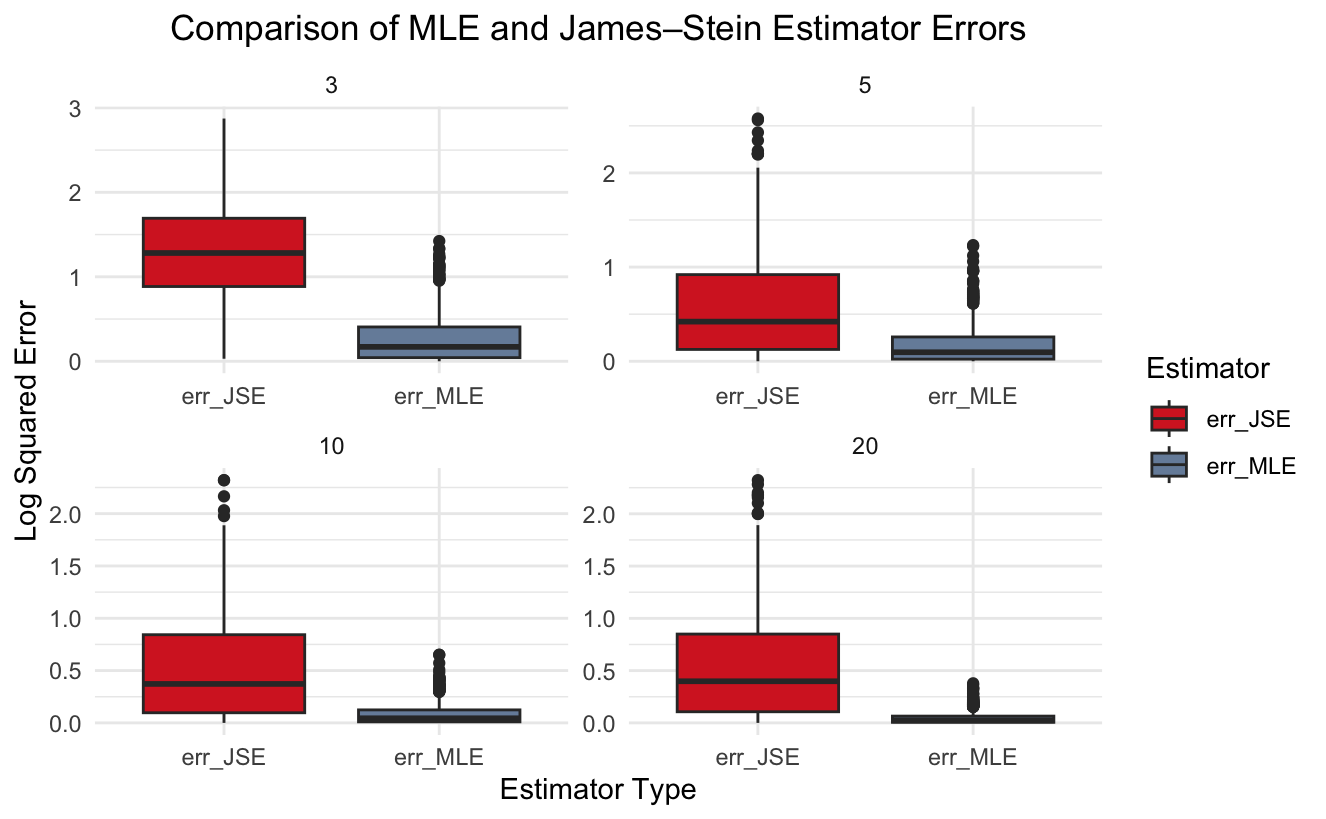 Comparison of MLE and James–Stein Estimator Errors
3
3
2
1
0
err_JSE
err_MLE
5
2
1
0
err_JSE
err_MLE
10
2.0
1.5
1.0
0.5
0.0
err_JSE
err_MLE
20
2.0
1.5
1.0
0.5
0.0
err_JSE
err_MLE
Log Squared Error
Estimator Type
Estimator
err_JSE
err_MLE